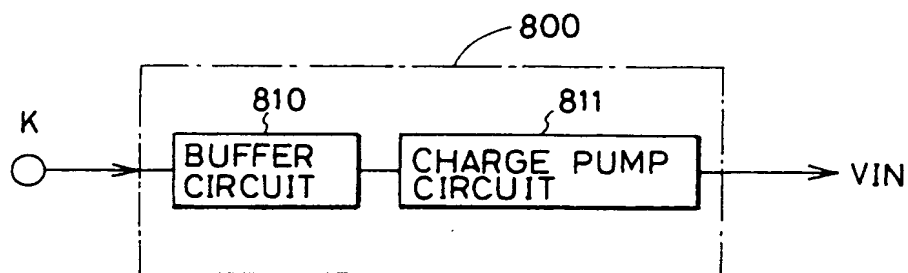 800
810
811
K
BUFFER
CIRCUIT
CHARGE PUMP
CIRCUIT
VIN